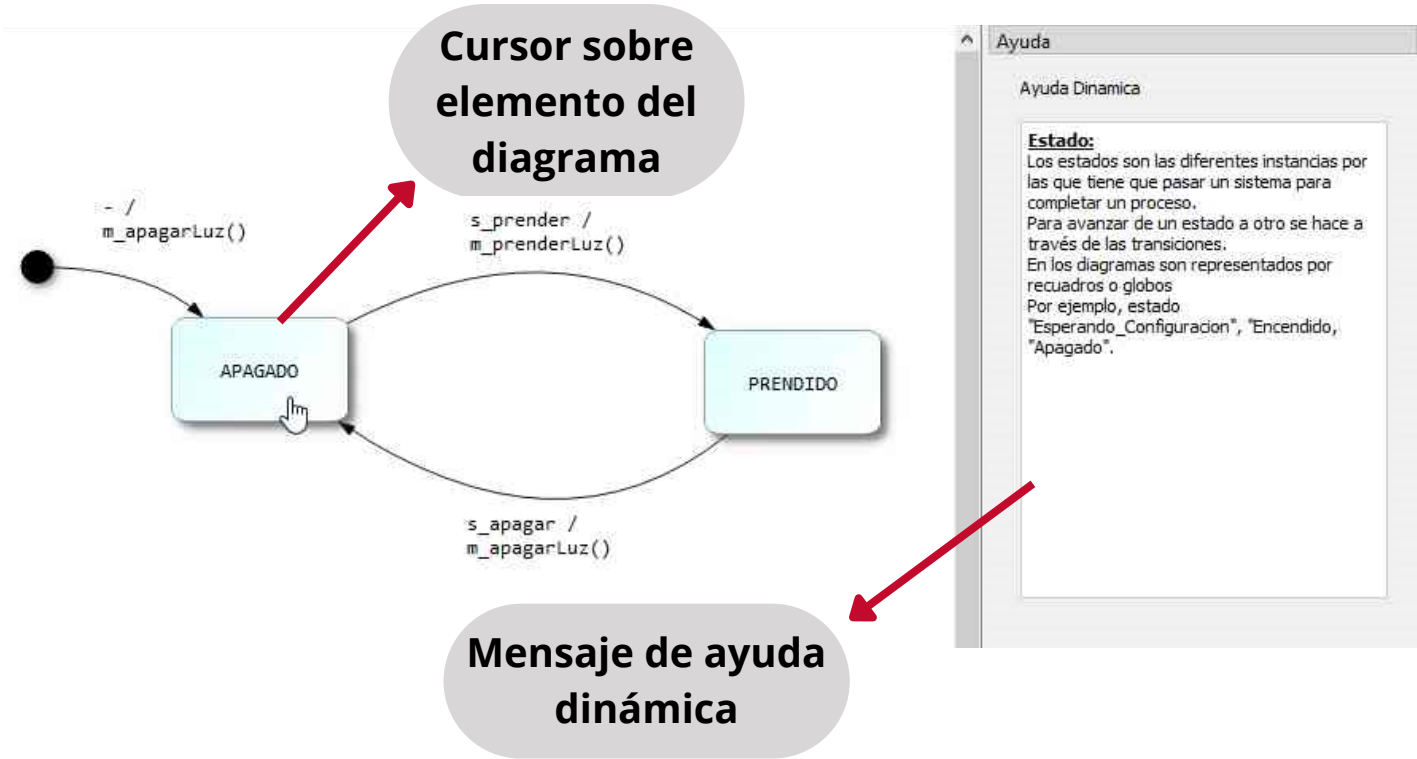 Cursor sobre
elemento del
diagrama
- /
m_apagarLuz()
s_prender /
m_prenderLuz()
APAGADO
PRENDIDO
s_apagar /
m_apagarLuz()
Mensaje de ayuda
dinámica
Ayuda
Ayuda Dinamica
Estado:
Los estados son las diferentes instancias por
las que tiene que pasar un sistema para
completar un proceso.
Para avanzar de un estado a otro se hace a
través de las transiciones.
En los diagramas son representados por
recuadros o globos
Por ejemplo, estado
"Esperando_Configuracion", "Encendido,
"Apagado".